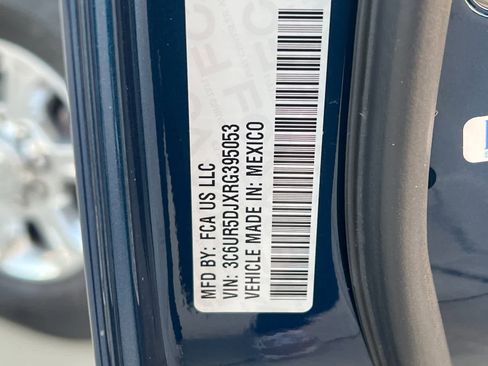 MFD BY: FCA US LLC
VIN: 3C6UR5DJXRG395053
VEHICLE MADE IN: MEXICO